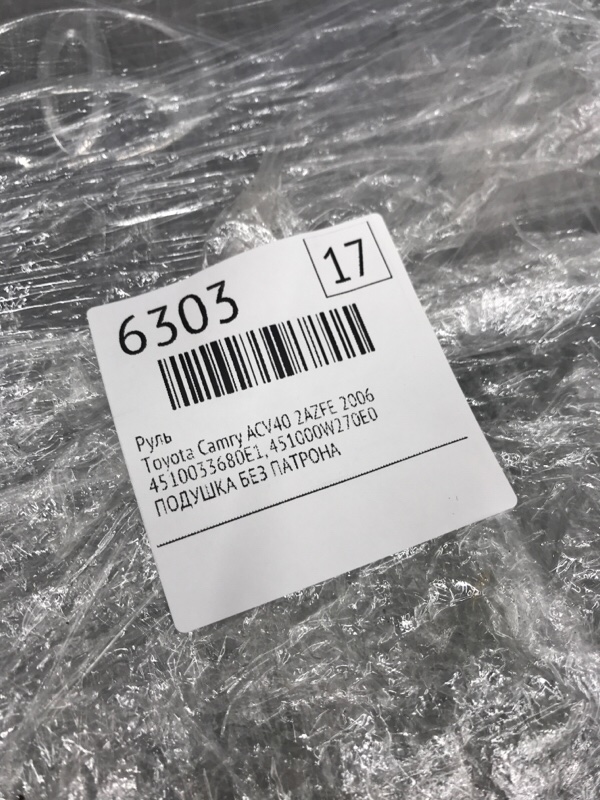 6303
17
Руль
Toyota Camry ACV40 2AZFE 2006
4510033680E1, 451000W270E0
ПОДУШКА БЕЗ ПАТРОНА